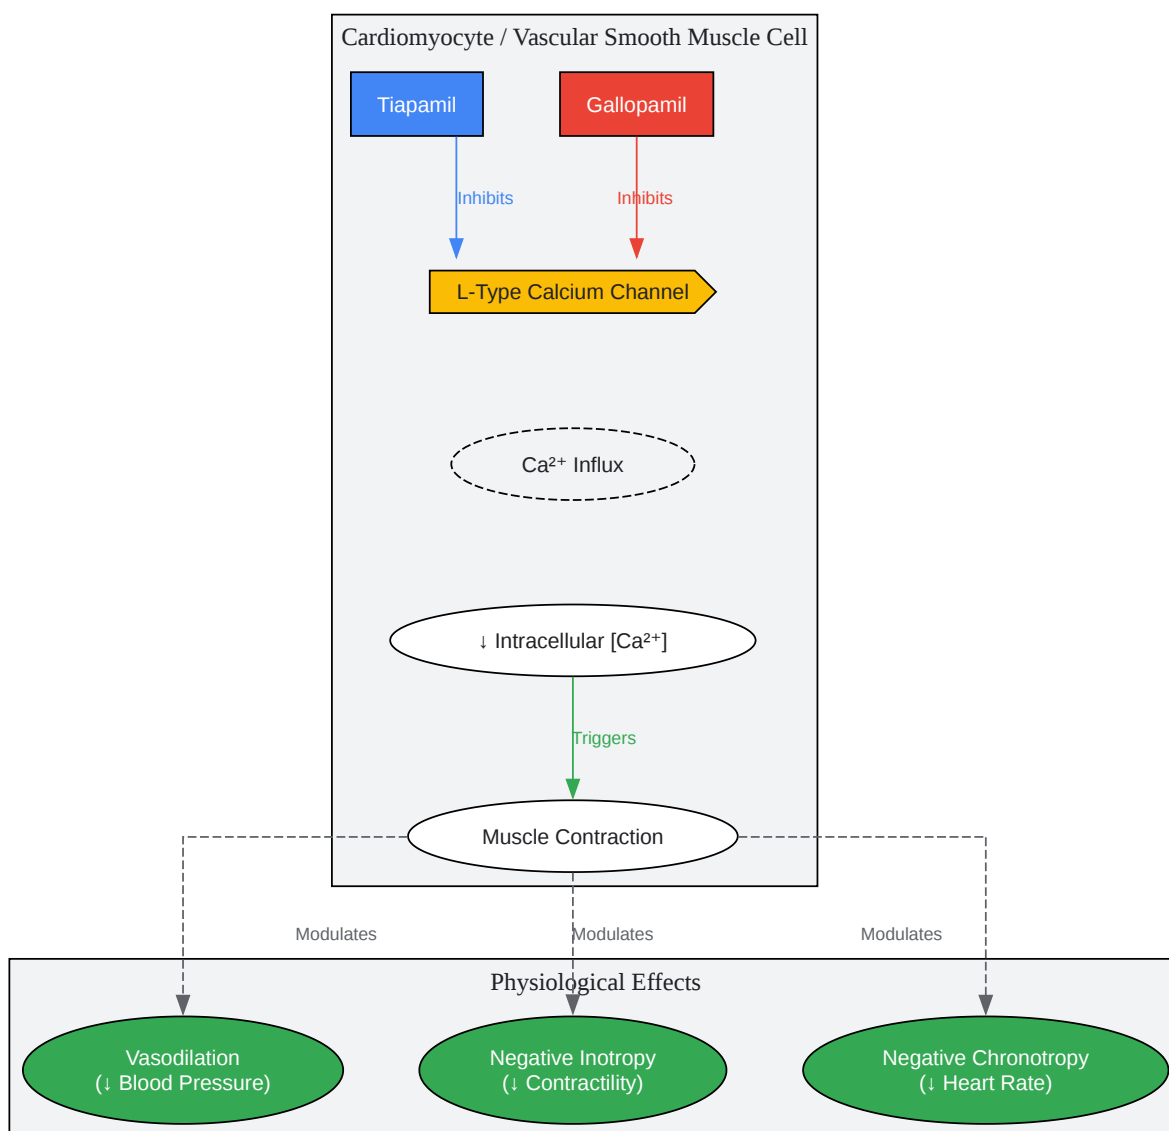 Cardiomyocyte / Vascular Smooth Muscle Cell
Tiapamil
Gallopamil
Inhibits
Inhibits
L-Type Calcium Channel
Ca²⁺ Influx
↓ Intracellular [Ca²⁺]
Triggers
Muscle Contraction
Modulates
Modulates
Modulates
Physiological Effects
Vasodilation
(↓ Blood Pressure)
Negative Inotropy
(↓ Contractility)
Negative Chronotropy
(↓ Heart Rate)